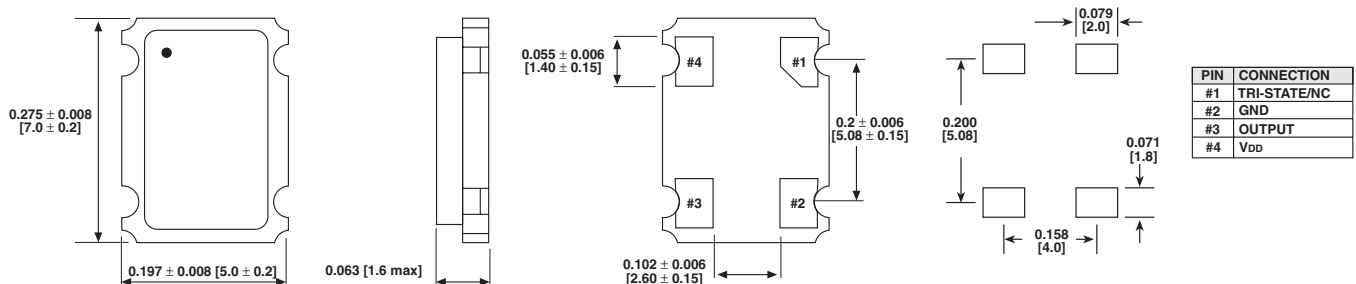 0.275 ± 0.008
[7.0 ± 0.2]
0.197 ± 0.008 [5.0 ± 0.2]
0.063 [1.6 max]
0.055 ± 0.006
[1.40 ± 0.15]
#4
#1
#3
#2
0.2 ± 0.006
[5.08 ± 0.15]
0.102 ± 0.006
[2.60 ± 0.15]
0.079
[2.0]
0.200
[5.08]
0.071
[1.8]
0.158
[4.0]
PIN CONNECTION
#1 TRI-STATE/NC
#2 GND
#3 OUTPUT
#4 VDD